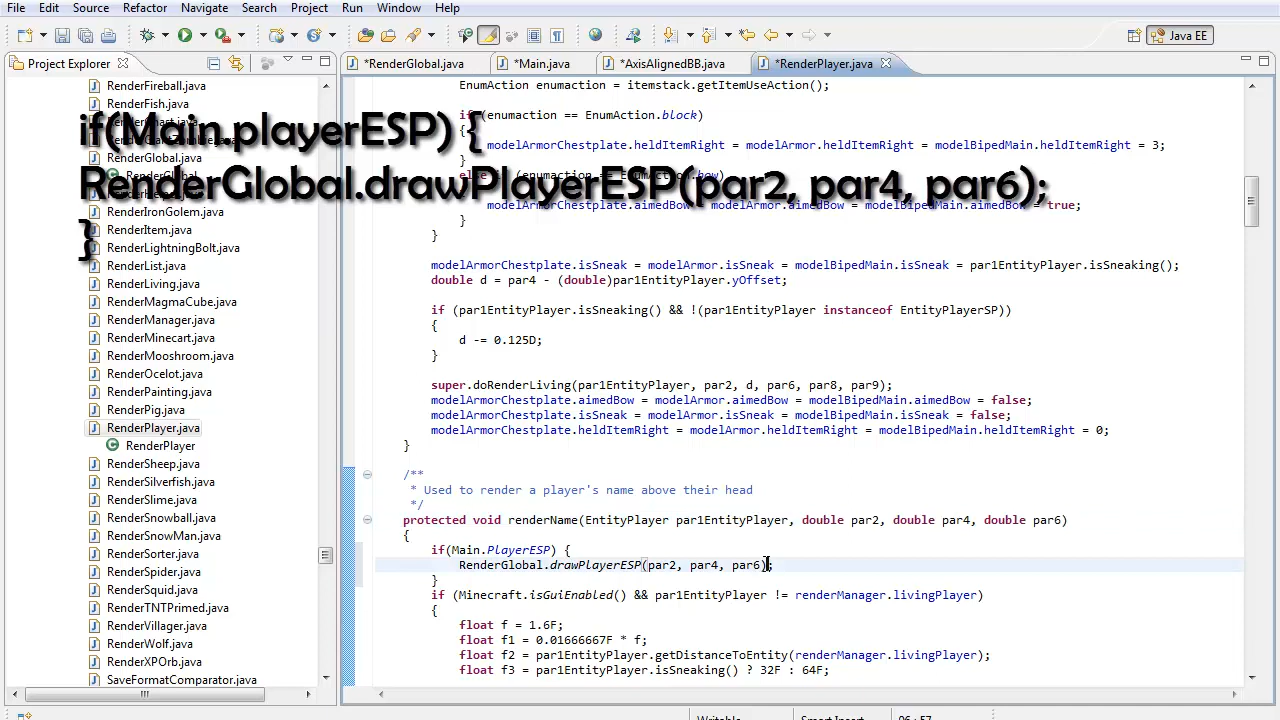 File Edit Source Refactor Navigate Search Project Run Window Help
Java EE
Project Explorer
*RenderGlobal.java
*Main.java
*AxisAlignedBB.java
*RenderPlayer.java
RenderFireball.java
RenderFish.java
RenderGlobal.java
RenderIronGolem.java
RenderItem.java
RenderLightningBolt.java
RenderList.java
RenderLiving.java
RenderMagmaCube.java
RenderManager.java
RenderMinecart.java
RenderMooshroom.java
RenderOcelot.java
RenderPainting.java
RenderPig.java
RenderPlayer.java
RenderPlayer
RenderSheep.java
RenderSilverfish.java
RenderSlime.java
RenderSnowball.java
RenderSnowMan.java
RenderSorter.java
RenderSpider.java
RenderSquid.java
RenderTNTPrimed.java
RenderVillager.java
RenderWolf.java
RenderXPOrb.java
SaveFormatComparator.java
if(Main.playerESP) {
RenderGlobal.drawPlayerESP(par2, par4, par6);
}
EnumAction enumaction = itemstack.getItemUseAction();
if (enumaction == EnumAction.block)
{
modelArmorChestplate.heldItemRight = modelArmor.heldItemRight = modelBipedMain.heldItemRight = 3;
}
modelArmorChestplate.aimedBow = modelArmor.aimedBow = modelBipedMain.aimedBow = true;
}
}
modelArmorChestplate.isSneak = modelArmor.isSneak = modelBipedMain.isSneak = par1EntityPlayer.isSneaking();
double d = par4 - (double)par1EntityPlayer.yOffset;
if (par1EntityPlayer.isSneaking() && !(par1EntityPlayer instanceof EntityPlayerSP))
{
d -= 0.125D;
}
super.doRenderLiving(par1EntityPlayer, par2, d, par6, par8, par9);
modelArmorChestplate.aimedBow = modelArmor.aimedBow = modelBipedMain.aimedBow = false;
modelArmorChestplate.isSneak = modelArmor.isSneak = modelBipedMain.isSneak = false;
modelArmorChestplate.heldItemRight = modelArmor.heldItemRight = modelBipedMain.heldItemRight = 0;
}
/**
* Used to render a player's name above their head
*/
protected void renderName(EntityPlayer par1EntityPlayer, double par2, double par4, double par6)
{
if(Main.PlayerESP) {
RenderGlobal.drawPlayerESP(par2, par4, par6);
}
if (Minecraft.isGuiEnabled() && par1EntityPlayer != renderManager.livingPlayer)
{
float f = 1.6F;
float f1 = 0.01666667F * f;
float f2 = par1EntityPlayer.getDistanceToEntity(renderManager.livingPlayer);
float f3 = par1EntityPlayer.isSneaking() ? 32F : 64F;